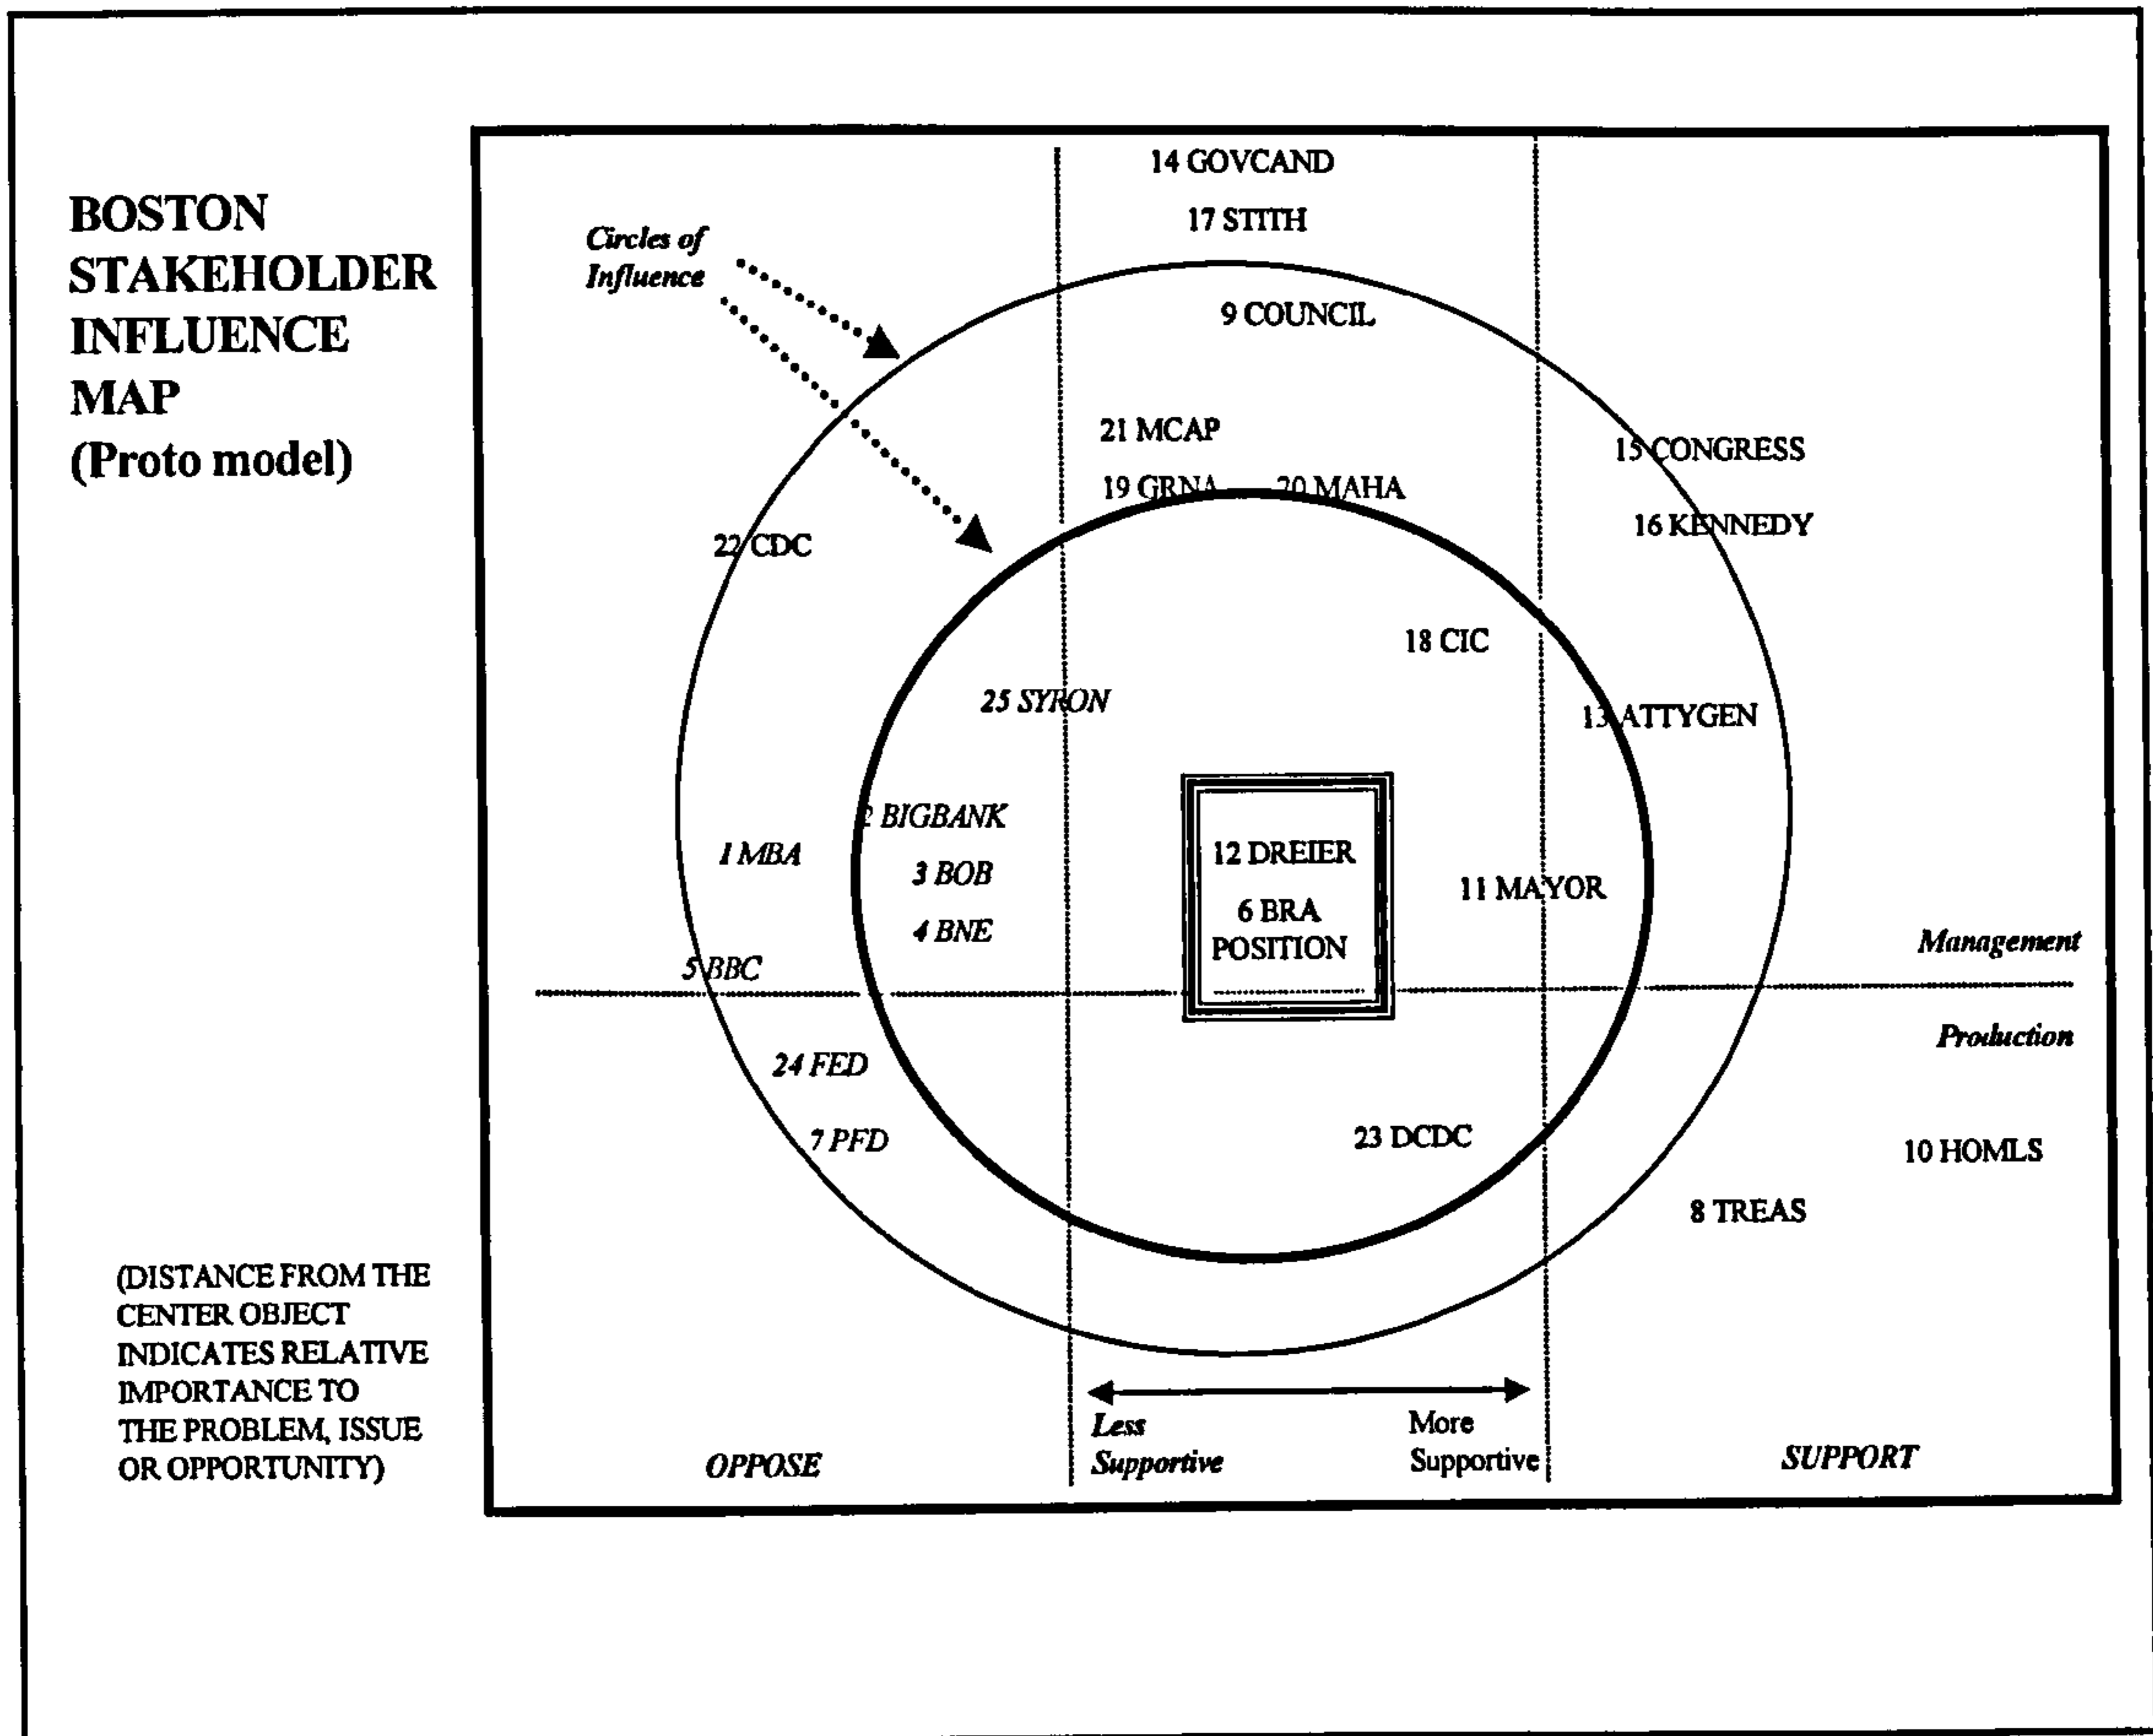 BOSTON
STAKEHOLDER
INFLUENCE
MAP
(Proto model)
(DISTANCE FROM THE
CENTER OBJECT
INDICATES RELATIVE
IMPORTANCE TO
THE PROBLEM, ISSUE
OR OPPORTUNITY)
14 GOVCAND
17 STITH
Circles of
Influence
9 COUNCIL
21 MCAP
15 CONGRESS
19 GRNA
20 MAHA
16 KENNEDY
22 CDC
18 CIC
25 SYRON
13 ATTYGEN
2 BIGBANK
1 MBA
12 DREIER
3 BOB
11 MAYOR
6 BRA
POSITION
4 BNE
Management
5 BBC
Production
24 FED
7 PFD
23 DCDC
10 HOMLS
8 TREAS
Less
Supportive
More
Supportive
OPPOSE
SUPPORT